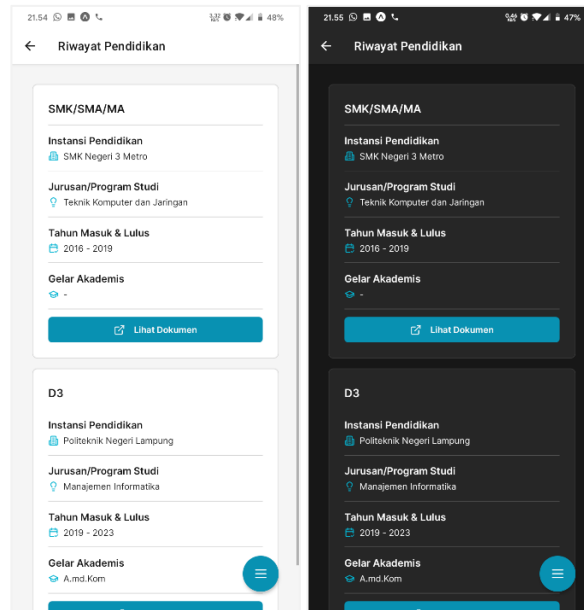 21.54
48%
Riwayat Pendidikan
SMK/SMA/MA
Instansi Pendidikan
SMK Negeri 3 Metro
Jurusan/Program Studi
Teknik Komputer dan Jaringan
Tahun Masuk & Lulus
2016 - 2019
Gelar Akademis
-
Lihat Dokumen
D3
Instansi Pendidikan
Politeknik Negeri Lampung
Jurusan/Program Studi
Manajemen Informatika
Tahun Masuk & Lulus
2019 - 2023
Gelar Akademis
A.md.Kom
21.55
47%
Riwayat Pendidikan
SMK/SMA/MA
Instansi Pendidikan
SMK Negeri 3 Metro
Jurusan/Program Studi
Teknik Komputer dan Jaringan
Tahun Masuk & Lulus
2016 - 2019
Gelar Akademis
-
Lihat Dokumen
D3
Instansi Pendidikan
Politeknik Negeri Lampung
Jurusan/Program Studi
Manajemen Informatika
Tahun Masuk & Lulus
2019 - 2023
Gelar Akademis
A.md.Kom